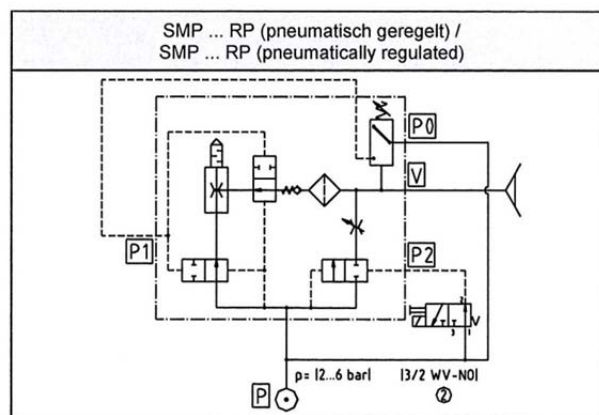 SMP ... RP (pneumatisch geregelt) /
SMP ... RP (pneumatically regulated)
P0
V
P1
P2
p= |2...6 bar|
|3/2 WV-NO|
P
2